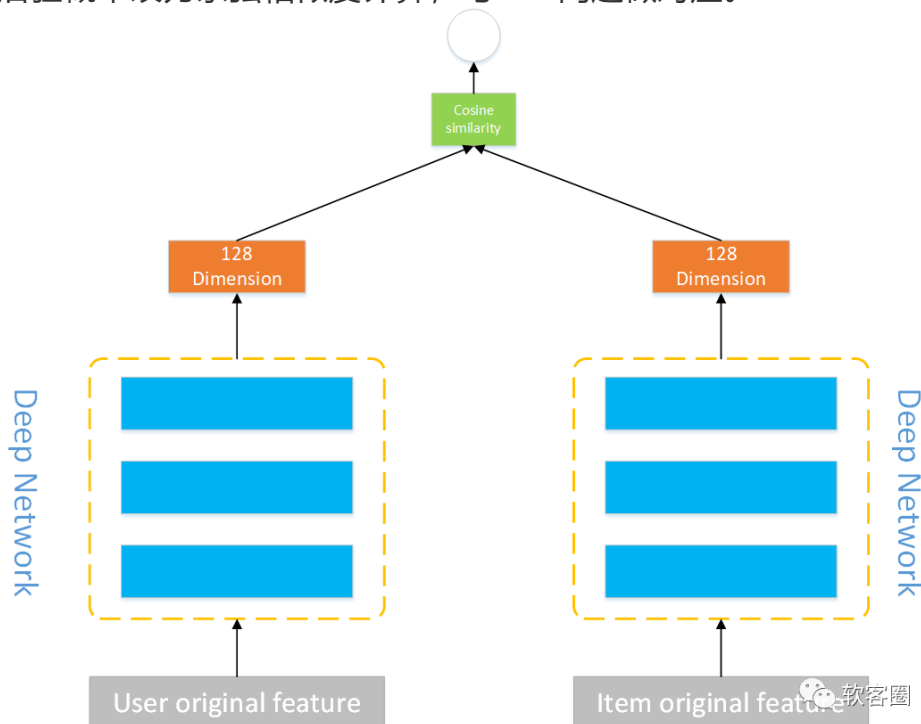 Cosine
similarity
128
Dimension
128
Dimension
Deep Network
Deep Network
User original feature
Item original feature
软客圈